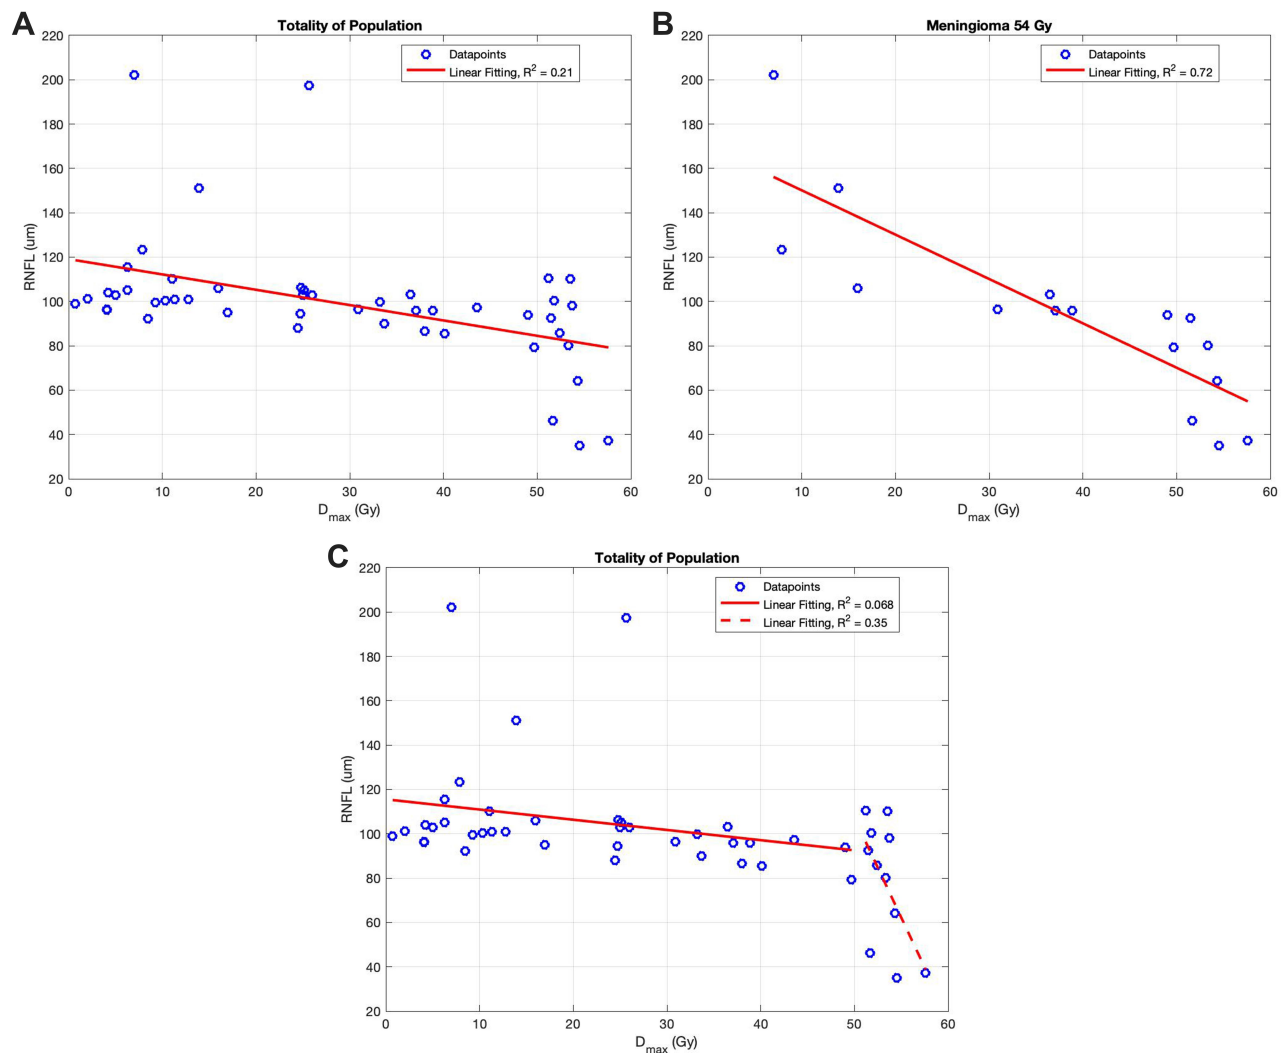 A
Totality of Population
Datapoints
Linear Fitting, R² = 0.21
220
200
180
160
140
120
100
80
60
40
20
RNFL (um)
0 10 20 30 40 50 60
D_max (Gy)
B
Meningioma 54 Gy
Datapoints
Linear Fitting, R² = 0.72
220
200
180
160
140
120
100
80
60
40
20
RNFL (um)
0 10 20 30 40 50 60
D_max (Gy)
C
Totality of Population
Datapoints
Linear Fitting, R² = 0.068
Linear Fitting, R² = 0.35
220
200
180
160
140
120
100
80
60
40
20
RNFL (um)
0 10 20 30 40 50 60
D_max (Gy)